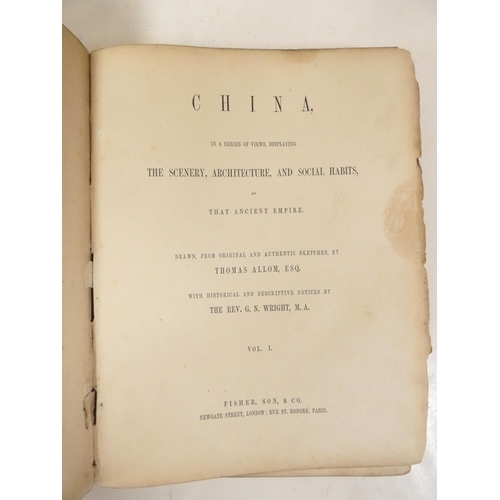 CHINA,
IN A SERIES OF VIEWS, DISPLAYING
THE SCENERY, ARCHITECTURE, AND SOCIAL HABITS,
OF
THAT ANCIENT EMPIRE.
DRAWN, FROM ORIGINAL AND AUTHENTIC SKETCHES, BY
THOMAS ALLOM, ESQ.
WITH HISTORICAL AND DESCRIPTIVE NOTICES BY
THE REV. G. N. WRIGHT, M. A.
VOL. I.
FISHER, SON, & CO.
NEWGATE STREET, LONDON; RUE ST. HONORÉ, PARIS.